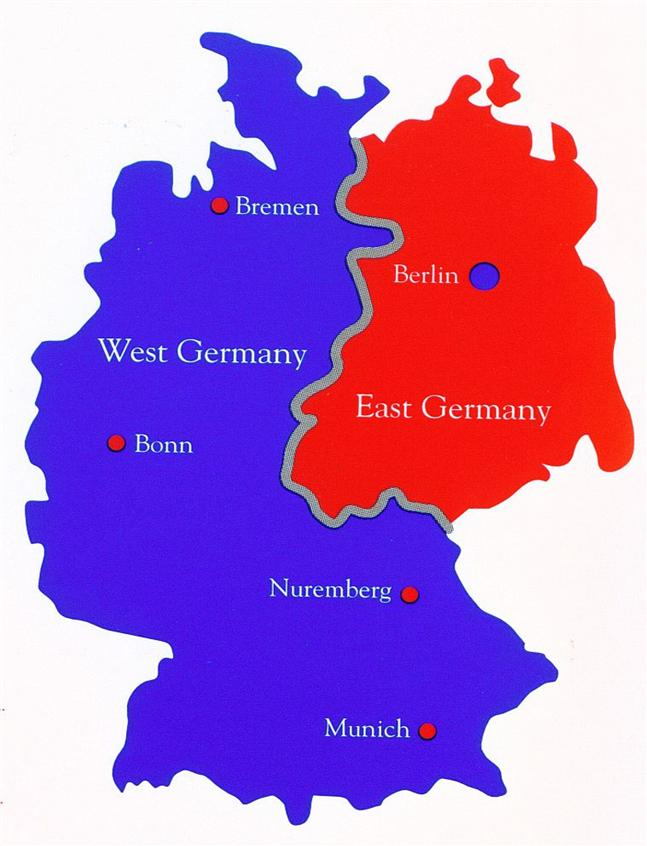 Bremen
Berlin
West Germany
East Germany
Bonn
Nuremberg
Munich